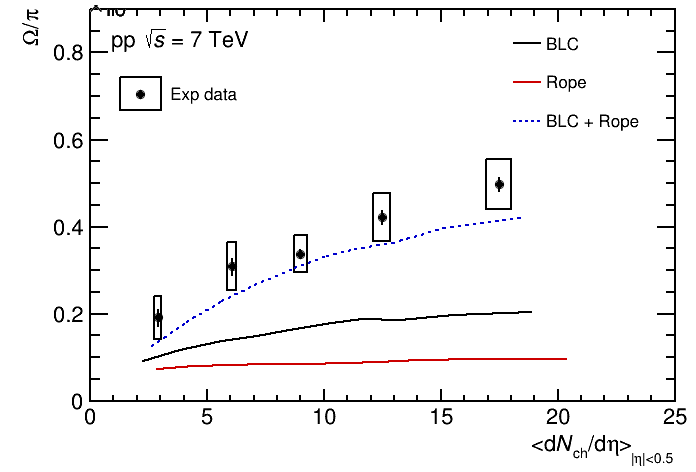 Ω/π
pp √s = 7 TeV
Exp data
BLC
Rope
BLC + Rope
0.8
0.6
0.4
0.2
0
0 5 10 15 20 25
<dN_ch/dη>_|η|<0.5